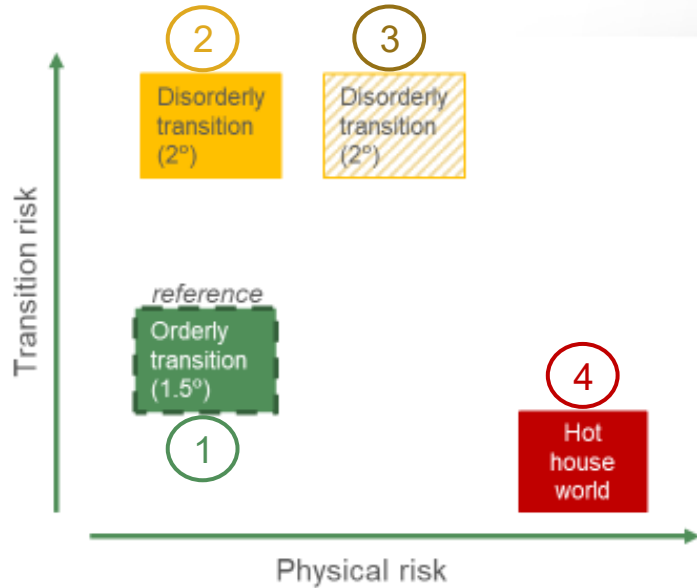 2
3
Disorderly
transition
(2°)
Disorderly
transition
(2°)
Transition risk
reference
Orderly
transition
(1.5°)
1
4
Hot
house
world
Physical risk